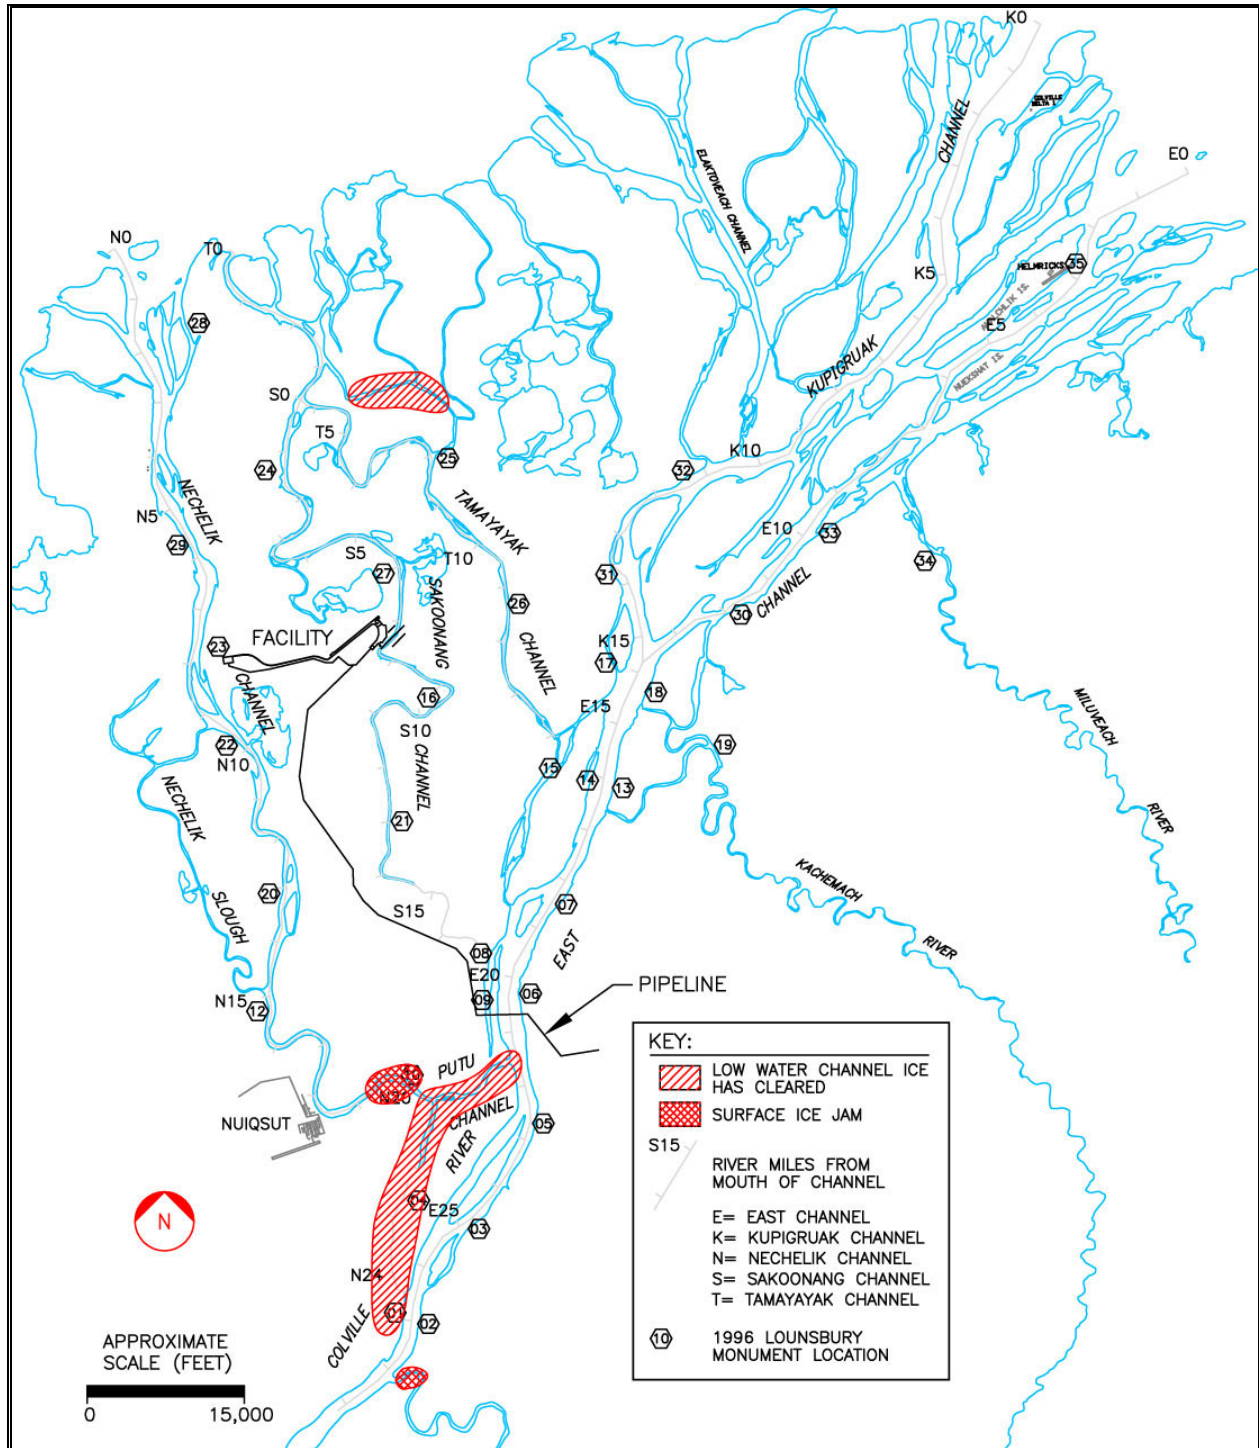 K0
COLVILLE
DELTA
CHANNEL
ELAKTOVEACH CHANNEL
E0
N0
T0
K5
HELMRICKS
35
IS.
28
E5
KUPIGRUAK
NUEKSHAT IS.
S0
T5
K10
25
24
32
NECHELIK
TAMAYAYAK
N5
E10
33
29
S5
T10
34
27
31
SAKOONANG
CHANNEL
26
30
FACILITY
23
K15
17
CHANNEL
CHANNEL
18
16
E15
MILUVEACH
S10
22
19
N10
15
14
13
CHANNEL
NECHELIK
21
RIVER
KACHEMACH
20
SLOUGH
S15
07
EAST
RIVER
08
E20
PIPELINE
N15
09
06
12
PUTU
10
N20
CHANNEL
NUIQSUT
05
RIVER
04
E25
03
N
N24
01
02
COLVILLE
APPROXIMATE
SCALE (FEET)
0 15,000
KEY:
LOW WATER CHANNEL ICE
HAS CLEARED
SURFACE ICE JAM
S15
RIVER MILES FROM
MOUTH OF CHANNEL
E= EAST CHANNEL
K= KUPIGRUAK CHANNEL
N= NECHELIK CHANNEL
S= SAKOONANG CHANNEL
T= TAMAYAYAK CHANNEL
10 1996 LOUNSBURY
MONUMENT LOCATION